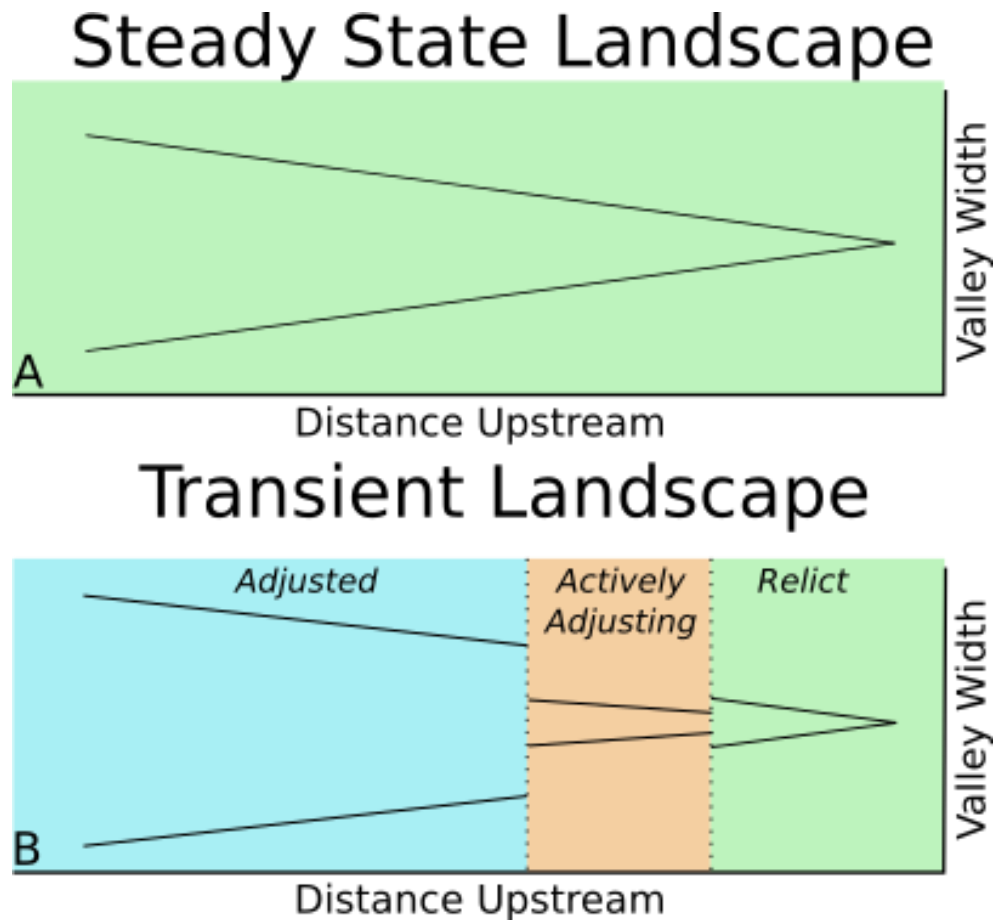 Steady State Landscape
Valley Width
A
Distance Upstream
Transient Landscape
Adjusted
Actively
Adjusting
Relict
Valley Width
B
Distance Upstream